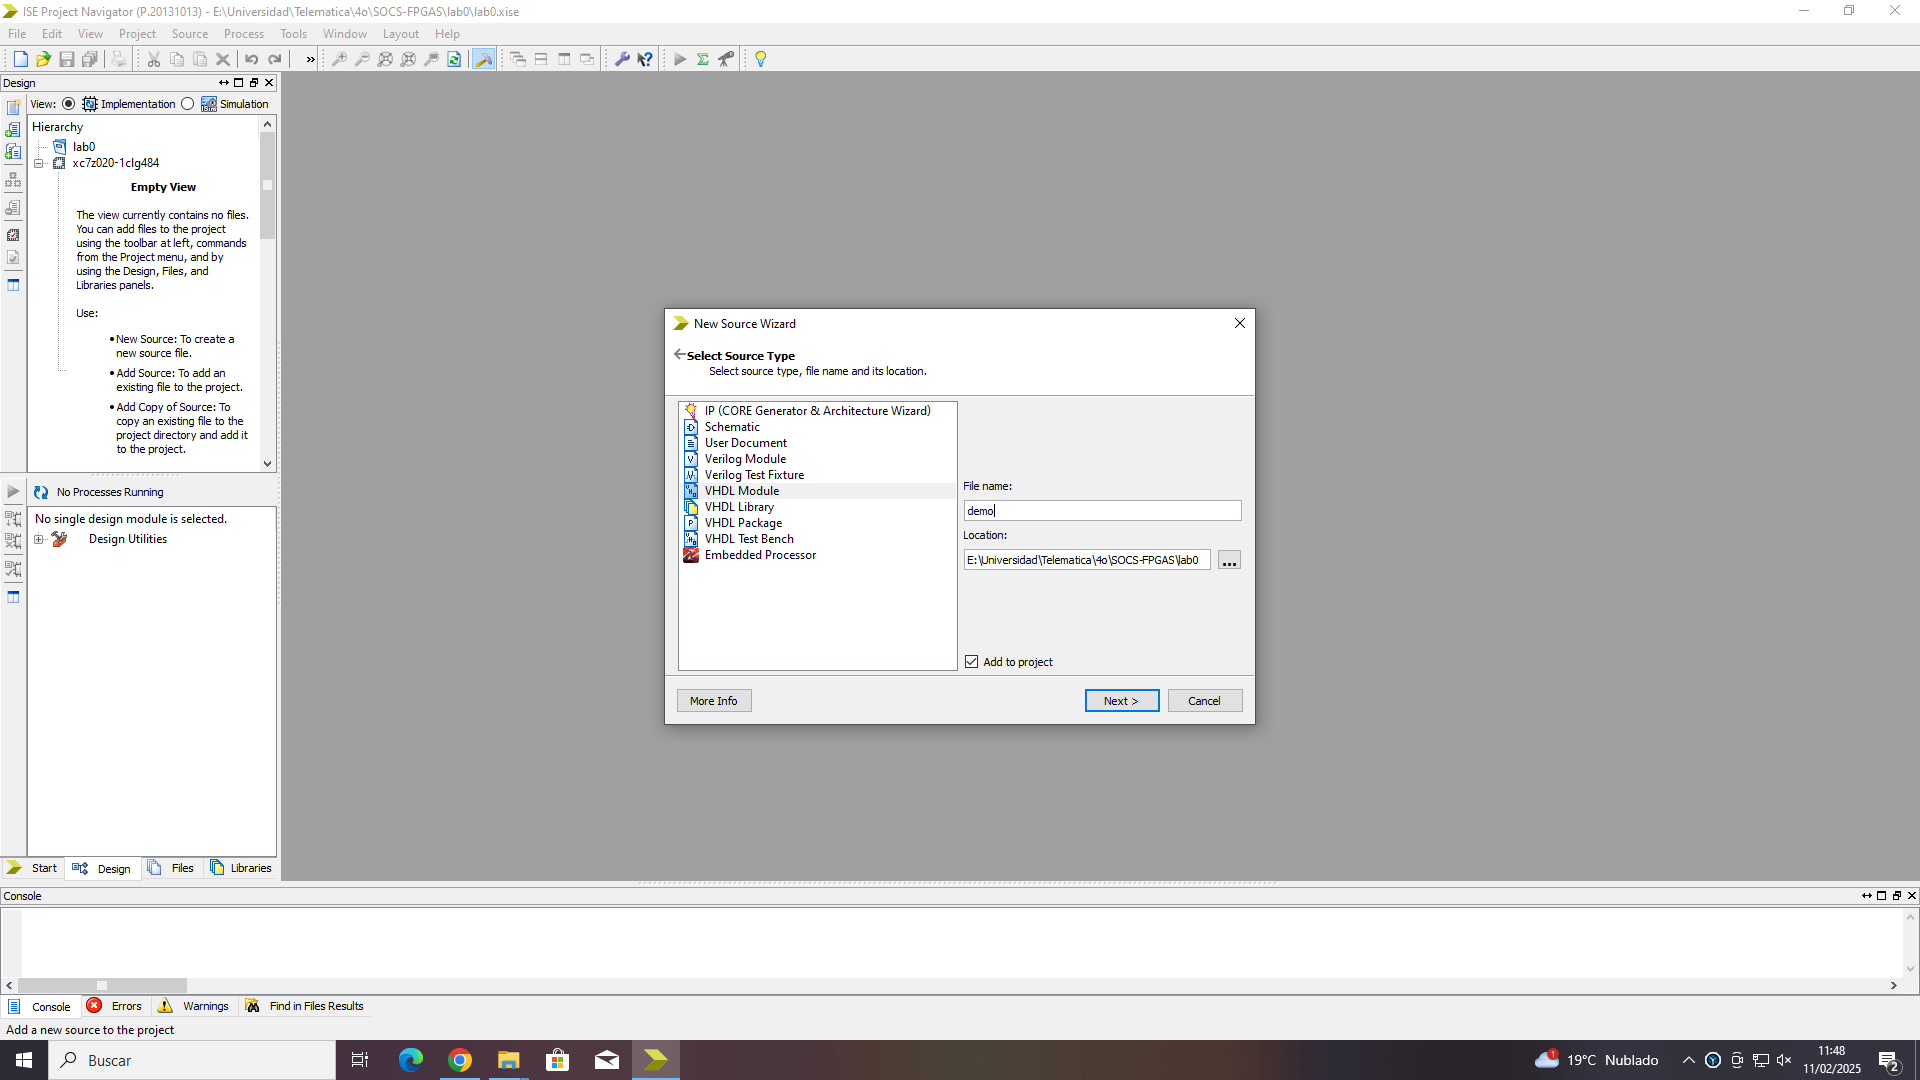 ISE Project Navigator (P.20131013) - E:\Universidad\Telematica\4o\SOCS-FPGAS\lab0\lab0.xise
File Edit View Project Source Process Tools Window Layout Help
»
Design
View: Implementation Simulation
Hierarchy
lab0
xc7z020-1clg484
Empty View
The view currently contains no files.
You can add files to the project
using the toolbar at left, commands
from the Project menu, and by
using the Design, Files, and
Libraries panels.
Use:
•New Source: To create a
new source file.
•Add Source: To add an
existing file to the project.
•Add Copy of Source: To
copy an existing file to the
project directory and add it
to the project.
No Processes Running
No single design module is selected.
Design Utilities
Start Design Files Libraries
New Source Wizard
Select Source Type
Select source type, file name and its location.
IP (CORE Generator & Architecture Wizard)
Schematic
User Document
Verilog Module
Verilog Test Fixture
VHDL Module
VHDL Library
VHDL Package
VHDL Test Bench
Embedded Processor
File name:
demo
Location:
E:\Universidad\Telematica\4o\SOCS-FPGAS\lab0
...
Add to project
More Info Next > Cancel
Console
Console Errors Warnings Find in Files Results
Add a new source to the project
Buscar
1
19°C Nublado
11:48
11/02/2025
2